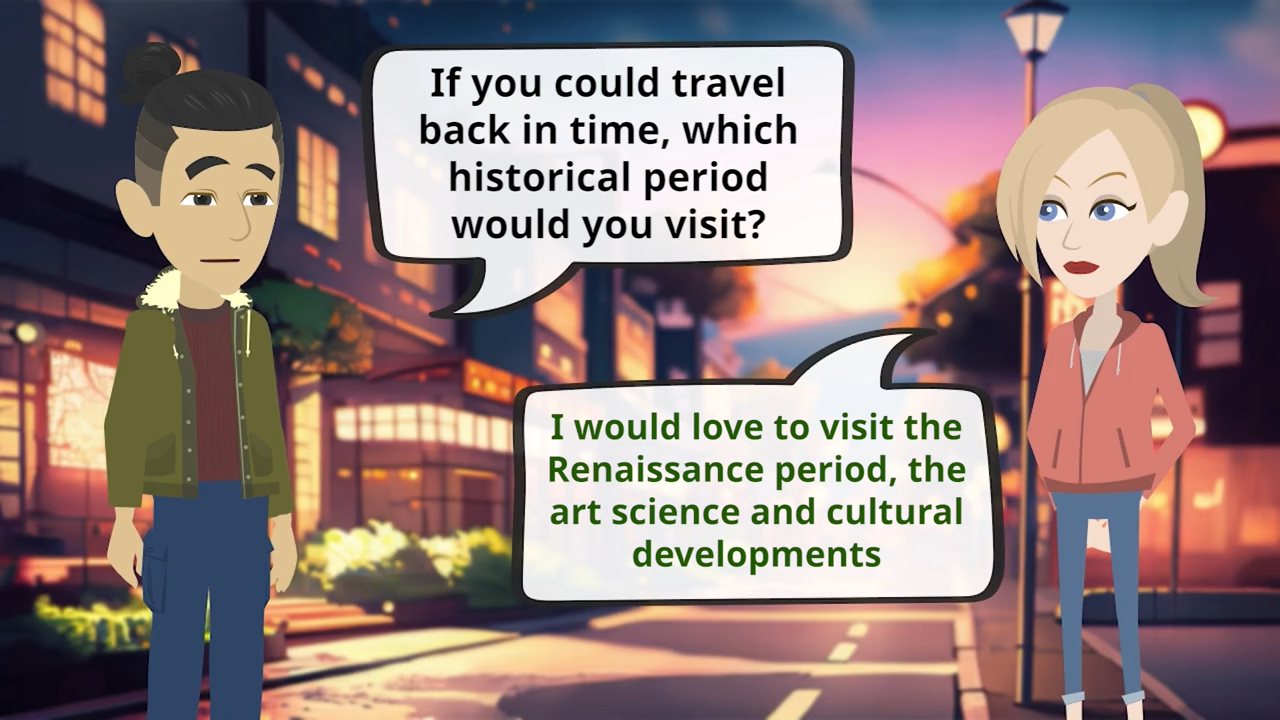 If you could travel
back in time, which
historical period
would you visit?
I would love to visit the
Renaissance period, the
art science and cultural
developments